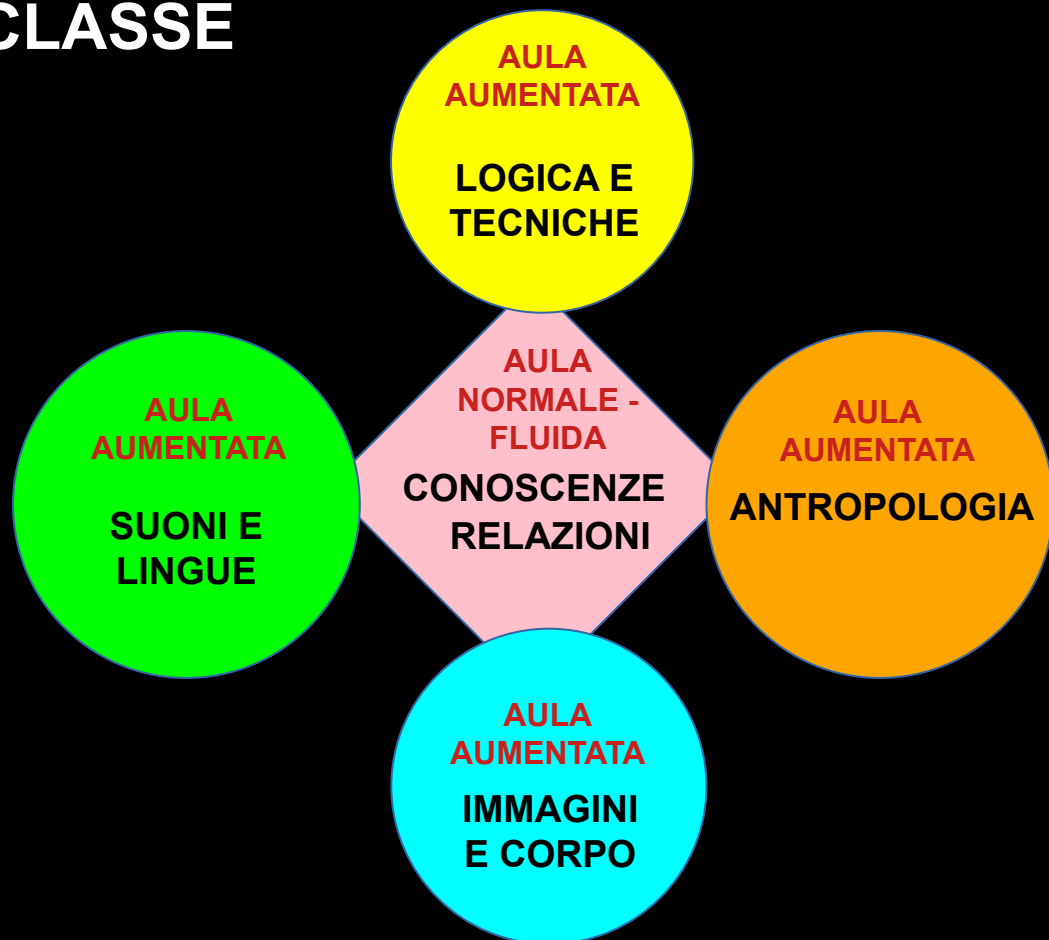 CLASSE
AULA
AUMENTATA
LOGICA E
TECNICHE
AULA
NORMALE -
FLUIDA
CONOSCENZE
RELAZIONI
AULA
AUMENTATA
SUONI E
LINGUE
AULA
AUMENTATA
ANTROPOLOGIA
AULA
AUMENTATA
IMMAGINI
E CORPO